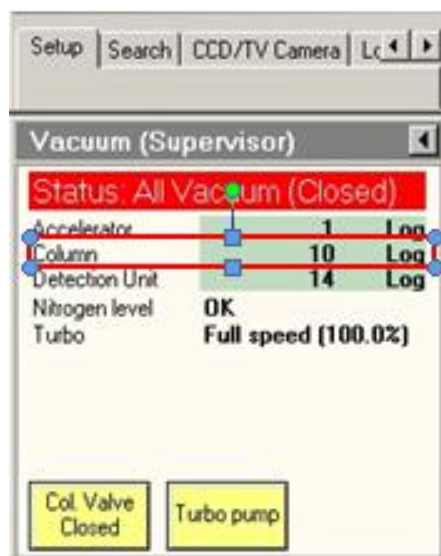 Setup Search CCD/TV Camera Lo
Vacuum (Supervisor)
Status: All Vacuum (Closed)
Accelerator 1 Log
Column 10 Log
Detection Unit 14 Log
Nitrogen level OK
Turbo Full speed (100.0%)
Col. Valve
Closed
Turbo pump